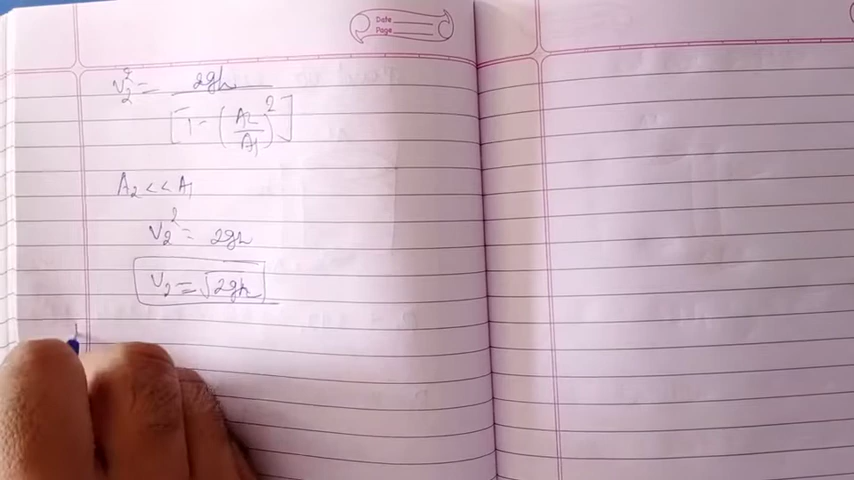 Date
Page
v₂² = 2gh / [1 - (A₂/A₁)²]
A₂ << A₁
v₂² = 2gh
v₂ = √2gh